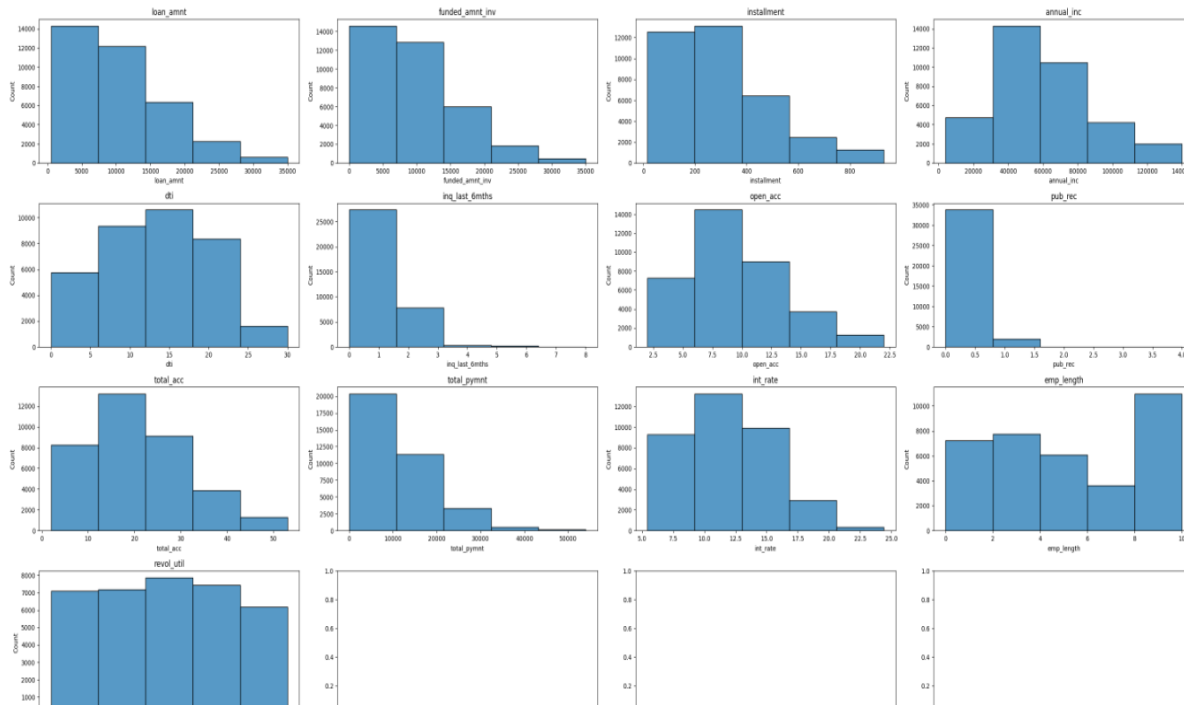 loan_amnt
14000
12000
10000
8000
6000
4000
2000
0
Count
0 5000 10000 15000 20000 25000 30000 35000
loan_amnt
funded_amnt_inv
14000
12000
10000
8000
6000
4000
2000
0
Count
0 5000 10000 15000 20000 25000 30000 35000
funded_amnt_inv
installment
12000
10000
8000
6000
4000
2000
0
Count
0 200 400 600 800
installment
annual_inc
14000
12000
10000
8000
6000
4000
2000
0
Count
0 20000 40000 60000 80000 100000 120000 14000
annual_inc
dti
10000
8000
6000
4000
2000
0
Count
0 5 10 15 20 25 30
dti
inq_last_6mths
25000
20000
15000
10000
5000
0
Count
0 1 2 3 4 5 6 7 8
inq_last_6mths
open_acc
14000
12000
10000
8000
6000
4000
2000
0
Count
2.5 5.0 7.5 10.0 12.5 15.0 17.5 20.0 22.5
open_acc
pub_rec
35000
30000
25000
20000
15000
10000
5000
0
Count
0.0 0.5 1.0 1.5 2.0 2.5 3.0 3.5 4.0
pub_rec
total_acc
12000
10000
8000
6000
4000
2000
0
Count
0 10 20 30 40 50
total_acc
total_pymnt
20000
17500
15000
12500
10000
7500
5000
2500
0
Count
0 10000 20000 30000 40000 50000
total_pymnt
int_rate
12000
10000
8000
6000
4000
2000
0
Count
5.0 7.5 10.0 12.5 15.0 17.5 20.0 22.5 25.0
int_rate
emp_length
10000
8000
6000
4000
2000
0
Count
0 2 4 6 8 10
emp_length
revol_util
8000
7000
6000
5000
4000
3000
2000
1000
Count
1.0
0.8
0.6
0.4
0.2
1.0
0.8
0.6
0.4
0.2
1.0
0.8
0.6
0.4
0.2